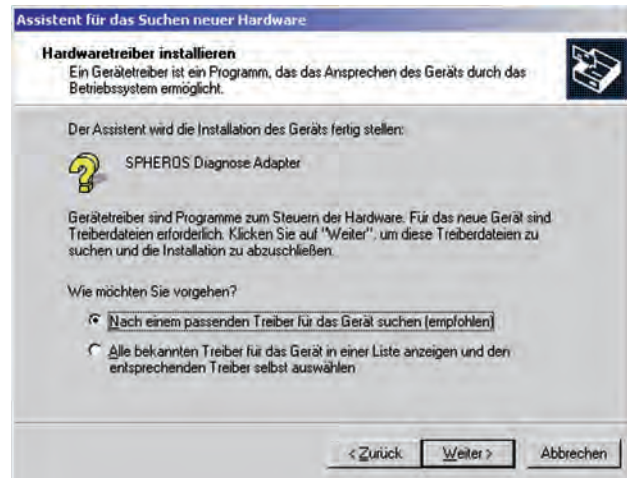 Assistent für das Suchen neuer Hardware
Hardwaretreiber installieren
Ein Gerätetreiber ist ein Programm, das das Ansprechen des Geräts durch das
Betriebssystem ermöglicht.
Der Assistent wird die Installation des Geräts fertig stellen:
SPHEROS Diagnose Adapter
Gerätetreiber sind Programme zum Steuern der Hardware. Für das neue Gerät sind
Treiberdateien erforderlich. Klicken Sie auf "Weiter", um diese Treiberdateien zu
suchen und die Installation zu abzuschließen.
Wie möchten Sie vorgehen?
Nach einem passenden Treiber für das Gerät suchen (empfohlen)
Alle bekannten Treiber für das Gerät in einer Liste anzeigen und den
entsprechenden Treiber selbst auswählen
< Zurück Weiter > Abbrechen